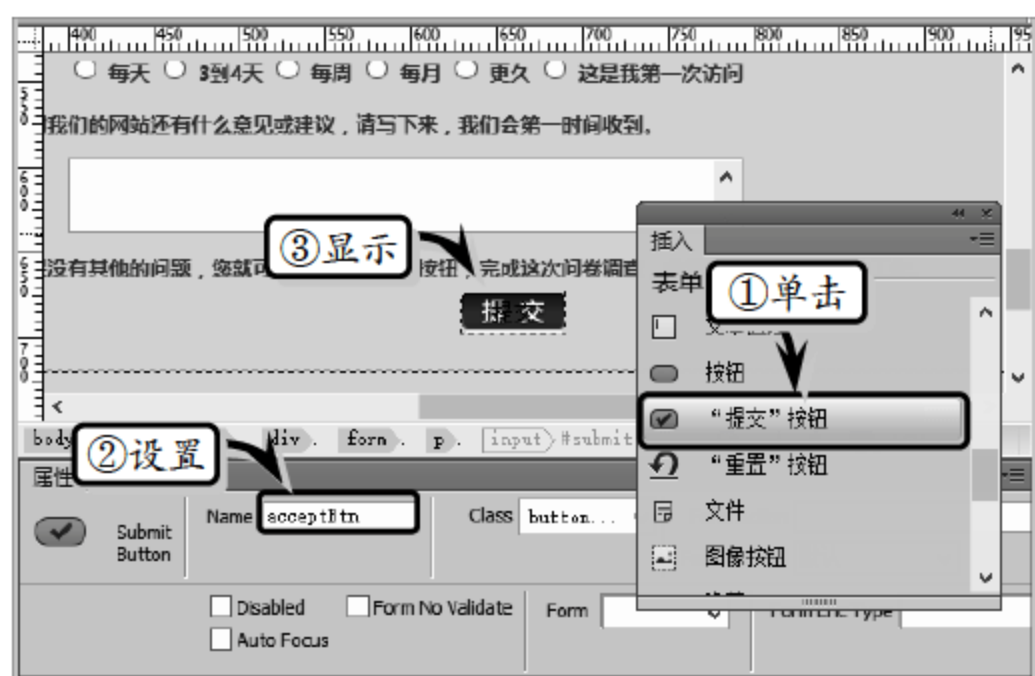 400 450 500 550 600 650 700 750 800 850 900 95
每天 3到4天 每周 每月 更久 这是我第一次访问
我们的网站还有什么意见或建议，请写下来，我们会第一时间收到。
③显示
没有其他的问题，您就可
按钮，完成这次问卷调查
提交
插入
表单
①单击
按钮
“提交”按钮
“重置”按钮
文件
图像按钮
body
div
form
p
input #submit
②设置
属性
Submit
Button
Name acceptBtn
Class button...
Disabled
Form No Validate
Form
Form Enc Type
Auto Focus